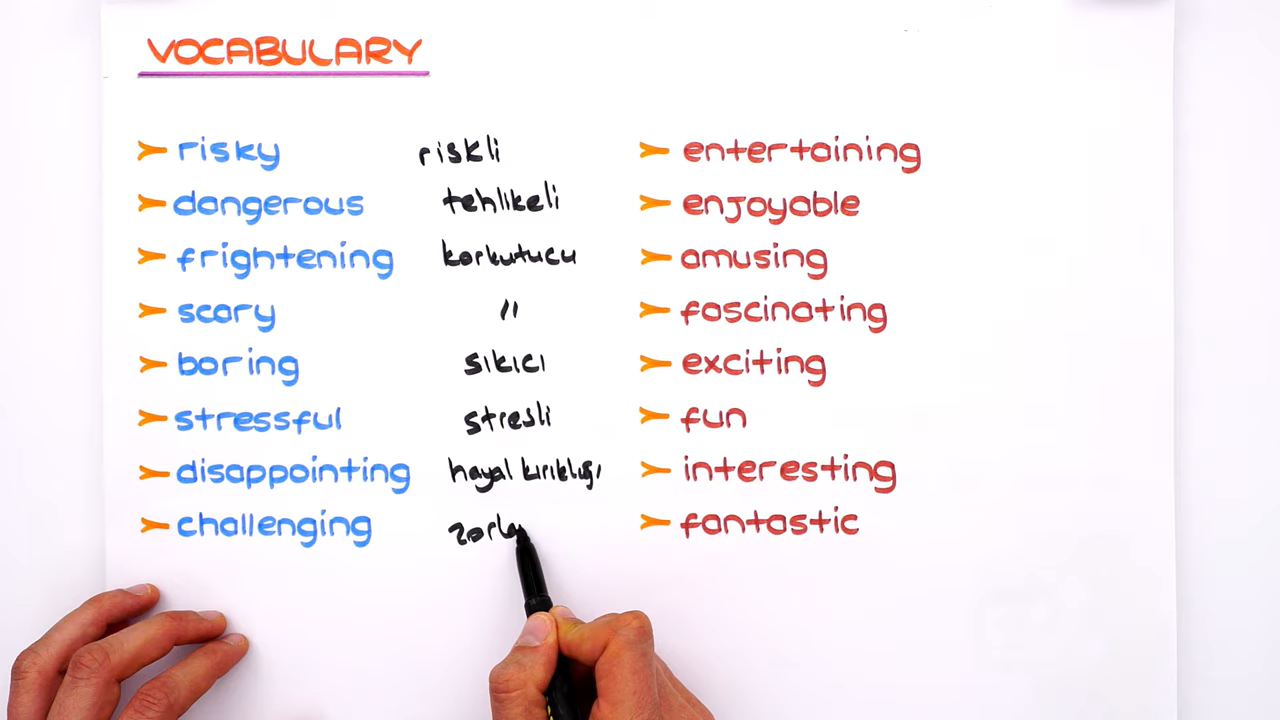 VOCABULARY
➢ risky riskli ➢ entertaining
➢ dangerous tehlikeli ➢ enjoyable
➢ frightening korkutucu ➢ amusing
➢ scary " ➢ fascinating
➢ boring sıkıcı ➢ exciting
➢ stressful stresli ➢ fun
➢ disappointing hayal kırıklığı ➢ interesting
➢ challenging zorla ➢ fantastic